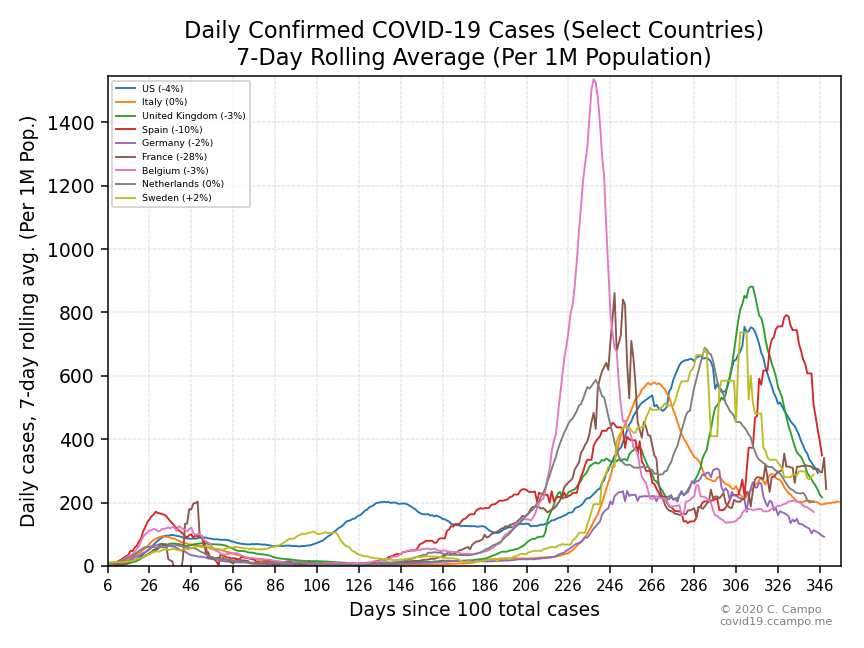 Daily Confirmed COVID-19 Cases (Select Countries)
7-Day Rolling Average (Per 1M Population)
Daily cases, 7-day rolling avg. (Per 1M Pop.)
1400
1200
1000
800
600
400
200
0
US (-4%)
Italy (0%)
United Kingdom (-3%)
Spain (-10%)
Germany (-2%)
France (-28%)
Belgium (-3%)
Netherlands (0%)
Sweden (+2%)
6 26 46 66 86 106 126 146 166 186 206 226 246 266 286 306 326 346
Days since 100 total cases
© 2020 C. Campo
covid19.ccampo.me